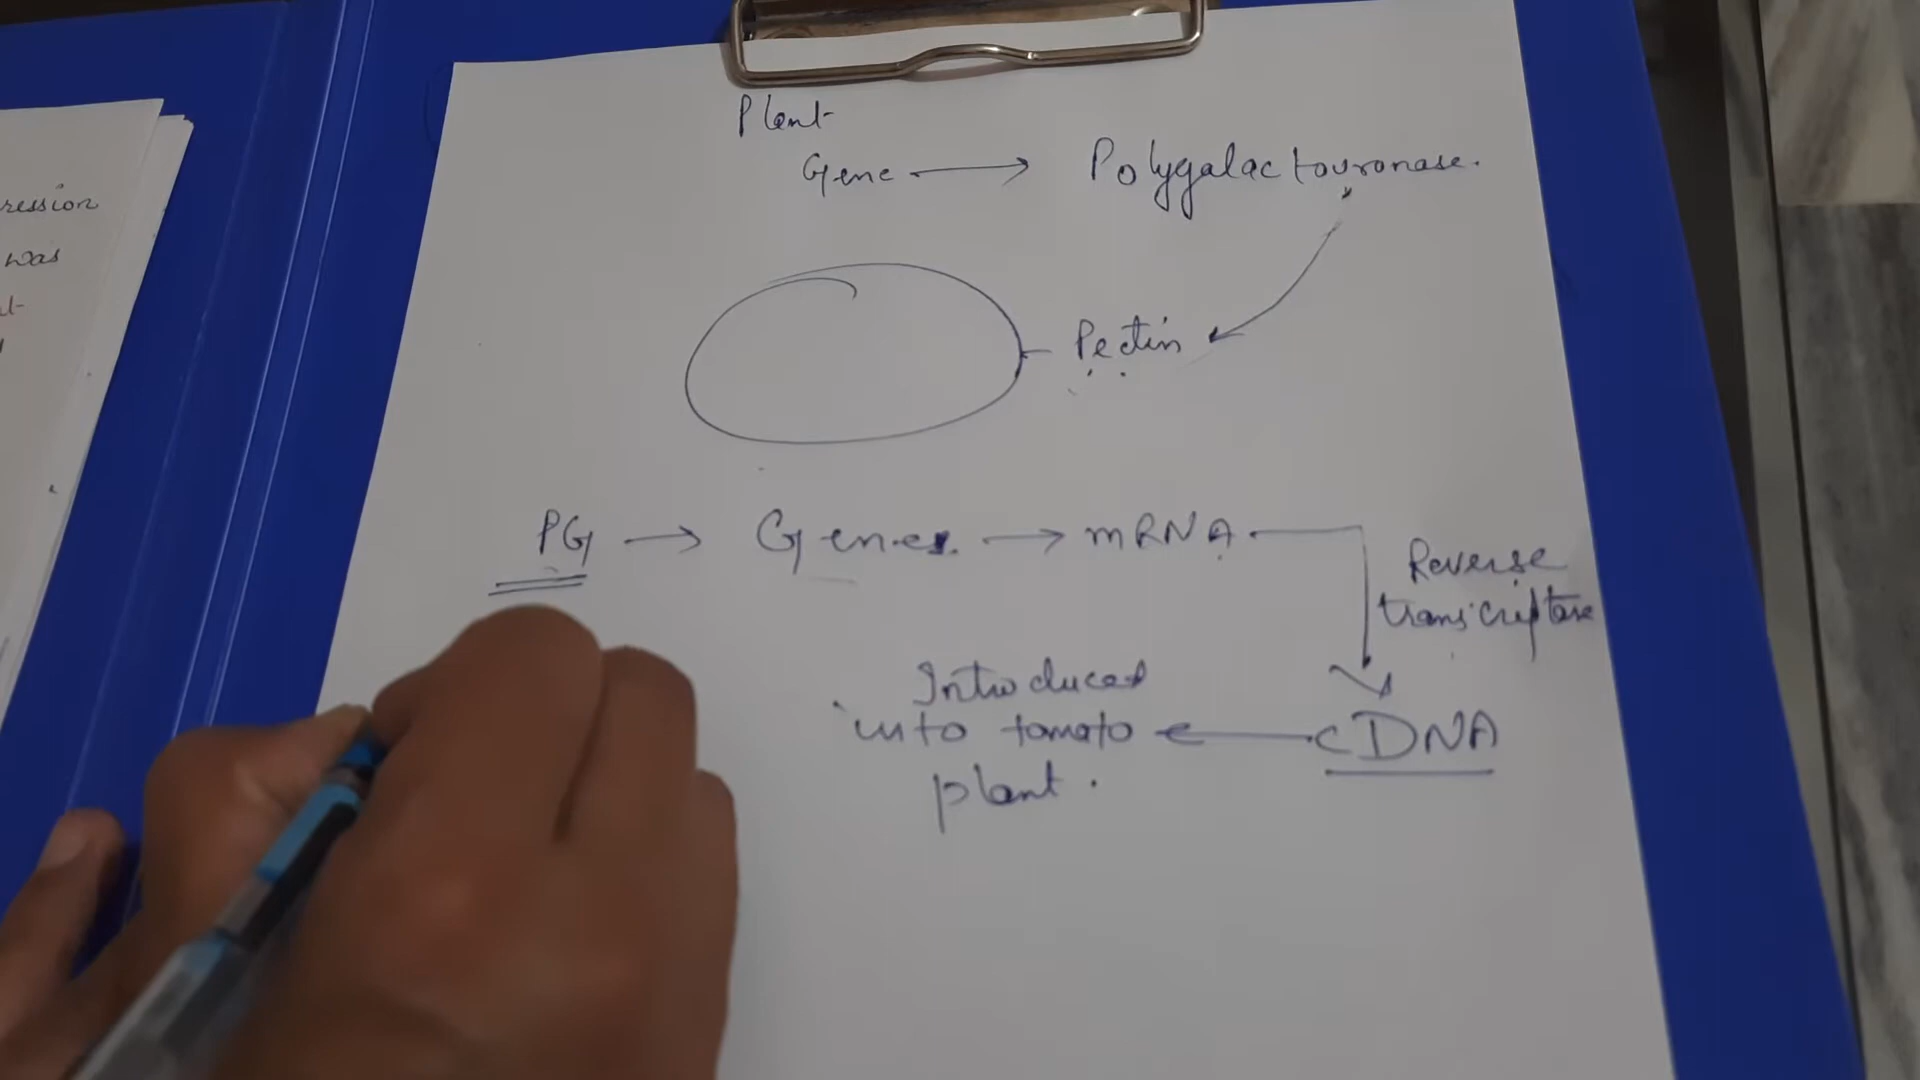 ression
was
Plant
Gene → Polygalactouronase.
Pectin
PG → Genes. → mRNA
Reverse
transcriptase
Introduced
into tomato ← cDNA
plant.